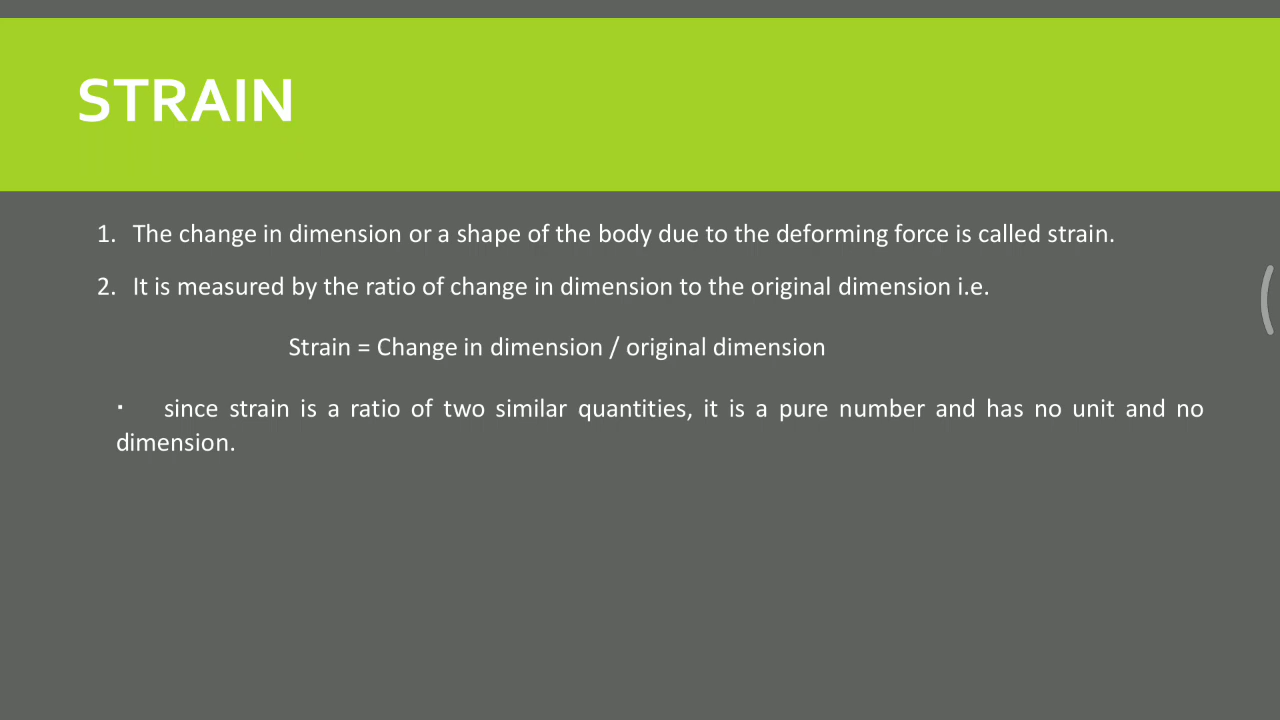 STRAIN
1. The change in dimension or a shape of the body due to the deforming force is called strain.
2. It is measured by the ratio of change in dimension to the original dimension i.e.
Strain = Change in dimension / original dimension
· since strain is a ratio of two similar quantities, it is a pure number and has no unit and no
dimension.